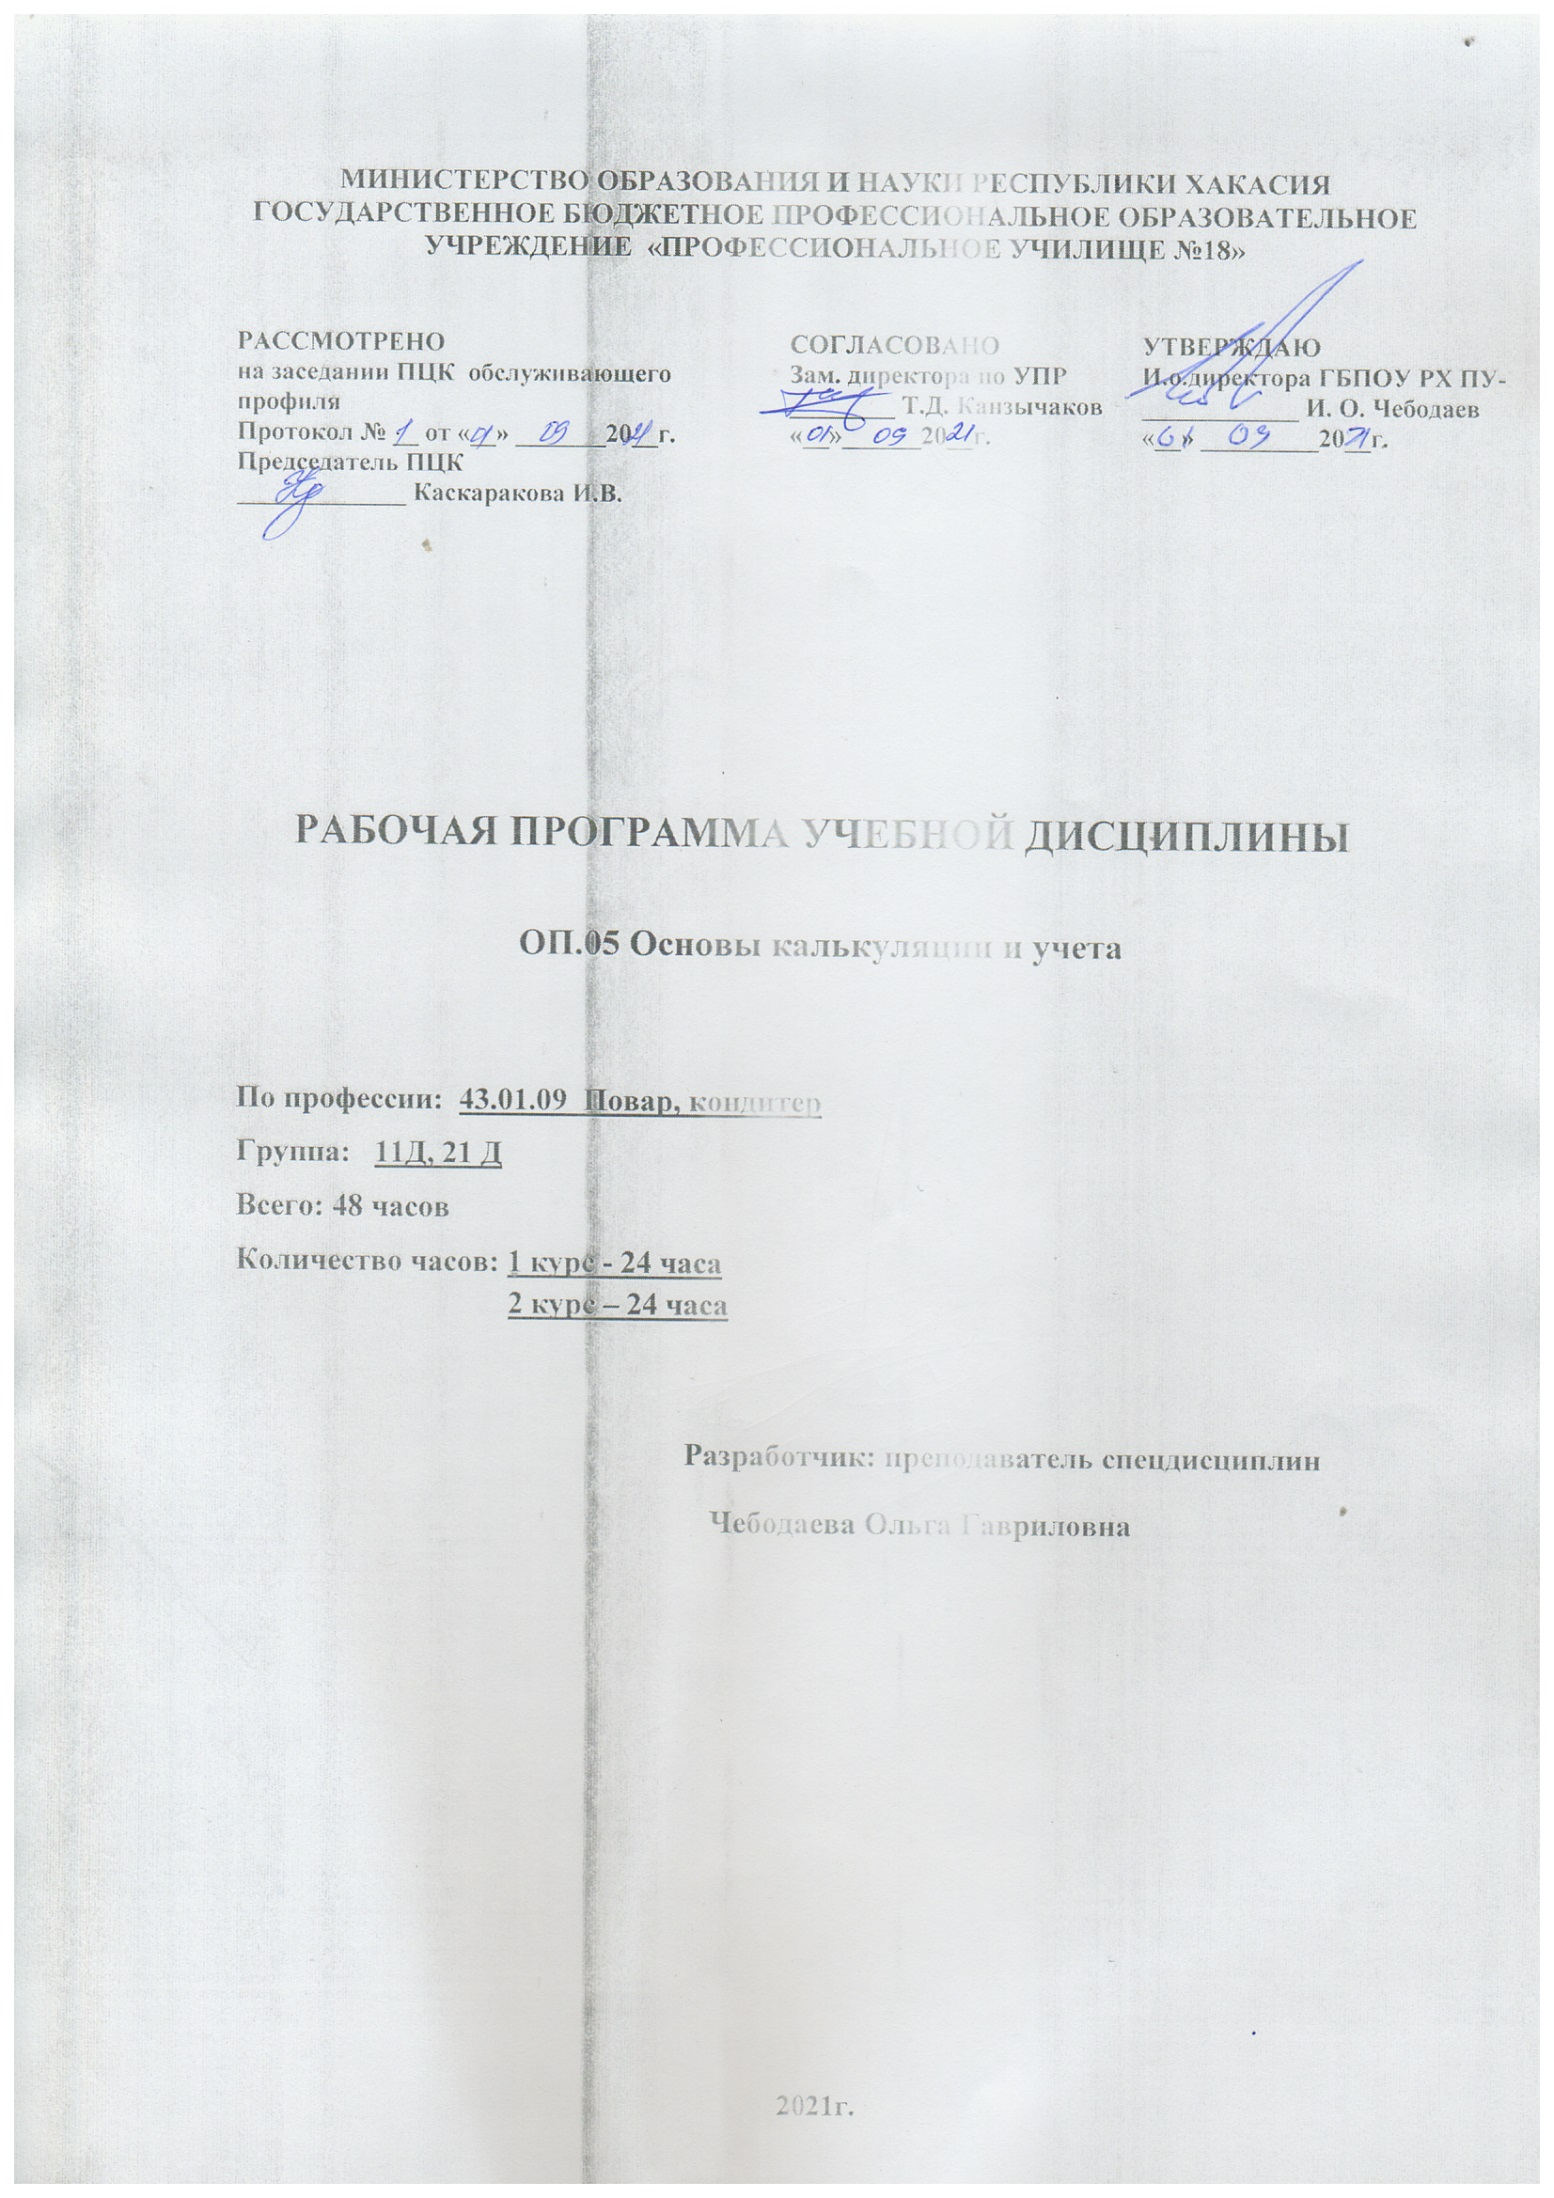 МИНИСТЕРСТВО ОБРАЗОВАНИЯ И НАУКИ РЕСПУБЛИКИ ХАКАСИЯ
ГОСУДАРСТВЕННОЕ БЮДЖЕТНОЕ ПРОФЕССИОНАЛЬНОЕ ОБРАЗОВАТЕЛЬНОЕ
УЧРЕЖДЕНИЕ «ПРОФЕССИОНАЛЬНОЕ УЧИЛИЩЕ №18»
РАССМОТРЕНО
на заседании ПЦК обслуживающего
профиля
Протокол № 1 от «01» 09 2021 г.
Председатель ПЦК
Каскаракова И.В.
СОГЛАСОВАНО
Зам. директора по УПР
Т.Д. Канзычаков
«01» 09 2021 г.
УТВЕРЖДАЮ
И.о.директора ГБПОУ РХ ПУ-
И. О. Чебодаев
«01» 09 2021 г.
РАБОЧАЯ ПРОГРАММА УЧЕБНОЙ ДИСЦИПЛИНЫ
ОП.05 Основы калькуляции и учета
По профессии: 43.01.09 Повар, кондитер
Группа: 11Д, 21 Д
Всего: 48 часов
Количество часов: 1 курс - 24 часа
2 курс – 24 часа
Разработчик: преподаватель спецдисциплин
Чебодаева Ольга Гавриловна
2021г.